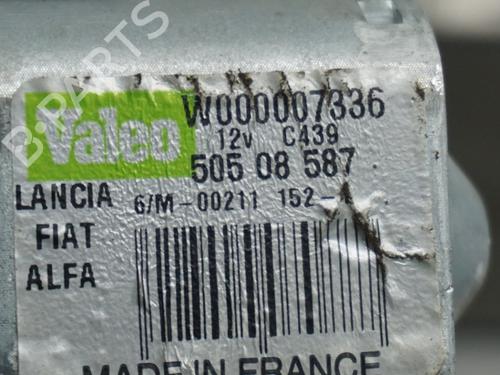 B-PARTS
Valeo W000007336
12v C439
505 08 587
LANCIA 6/M-00211 152-
FIAT
ALFA
MADE IN FRANCE